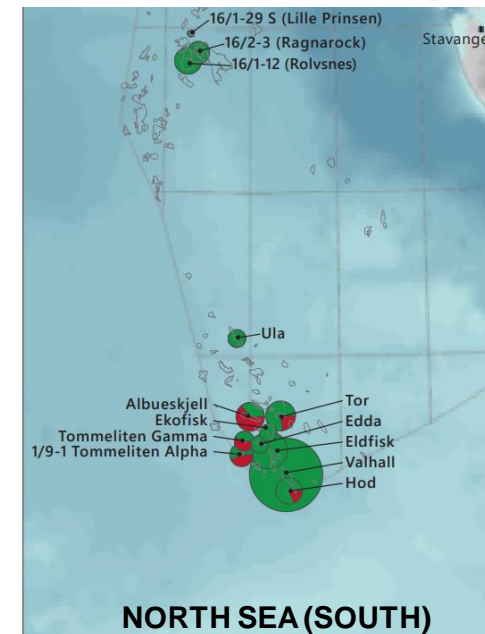 16/1-29 S (Lille Prinsen)
Stavange
16/2-3 (Ragnarock)
16/1-12 (Rolvsnes)
Ula
Albueskjell
Tor
Ekofisk
Edda
Tommeliten Gamma
Eldfisk
1/9-1 Tommeliten Alpha
Valhall
Hod
NORTH SEA (SOUTH)